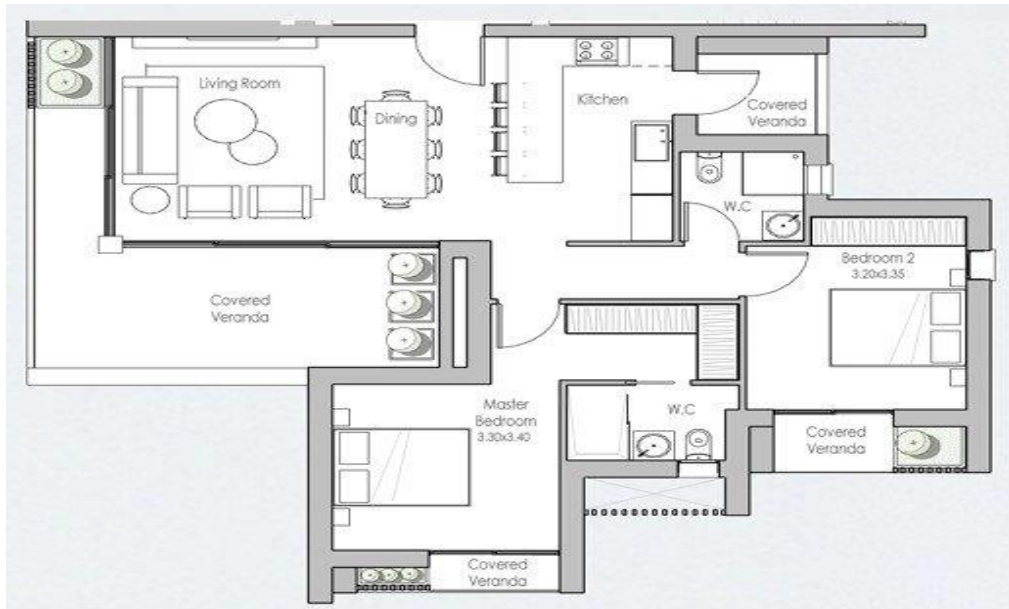 Living Room
Dining
Kitchen
Covered
Veranda
W.C
Bedroom 2
3.20x3.35
Covered
Veranda
Master
Bedroom
3.30x3.40
W.C
Covered
Veranda
Covered
Veranda